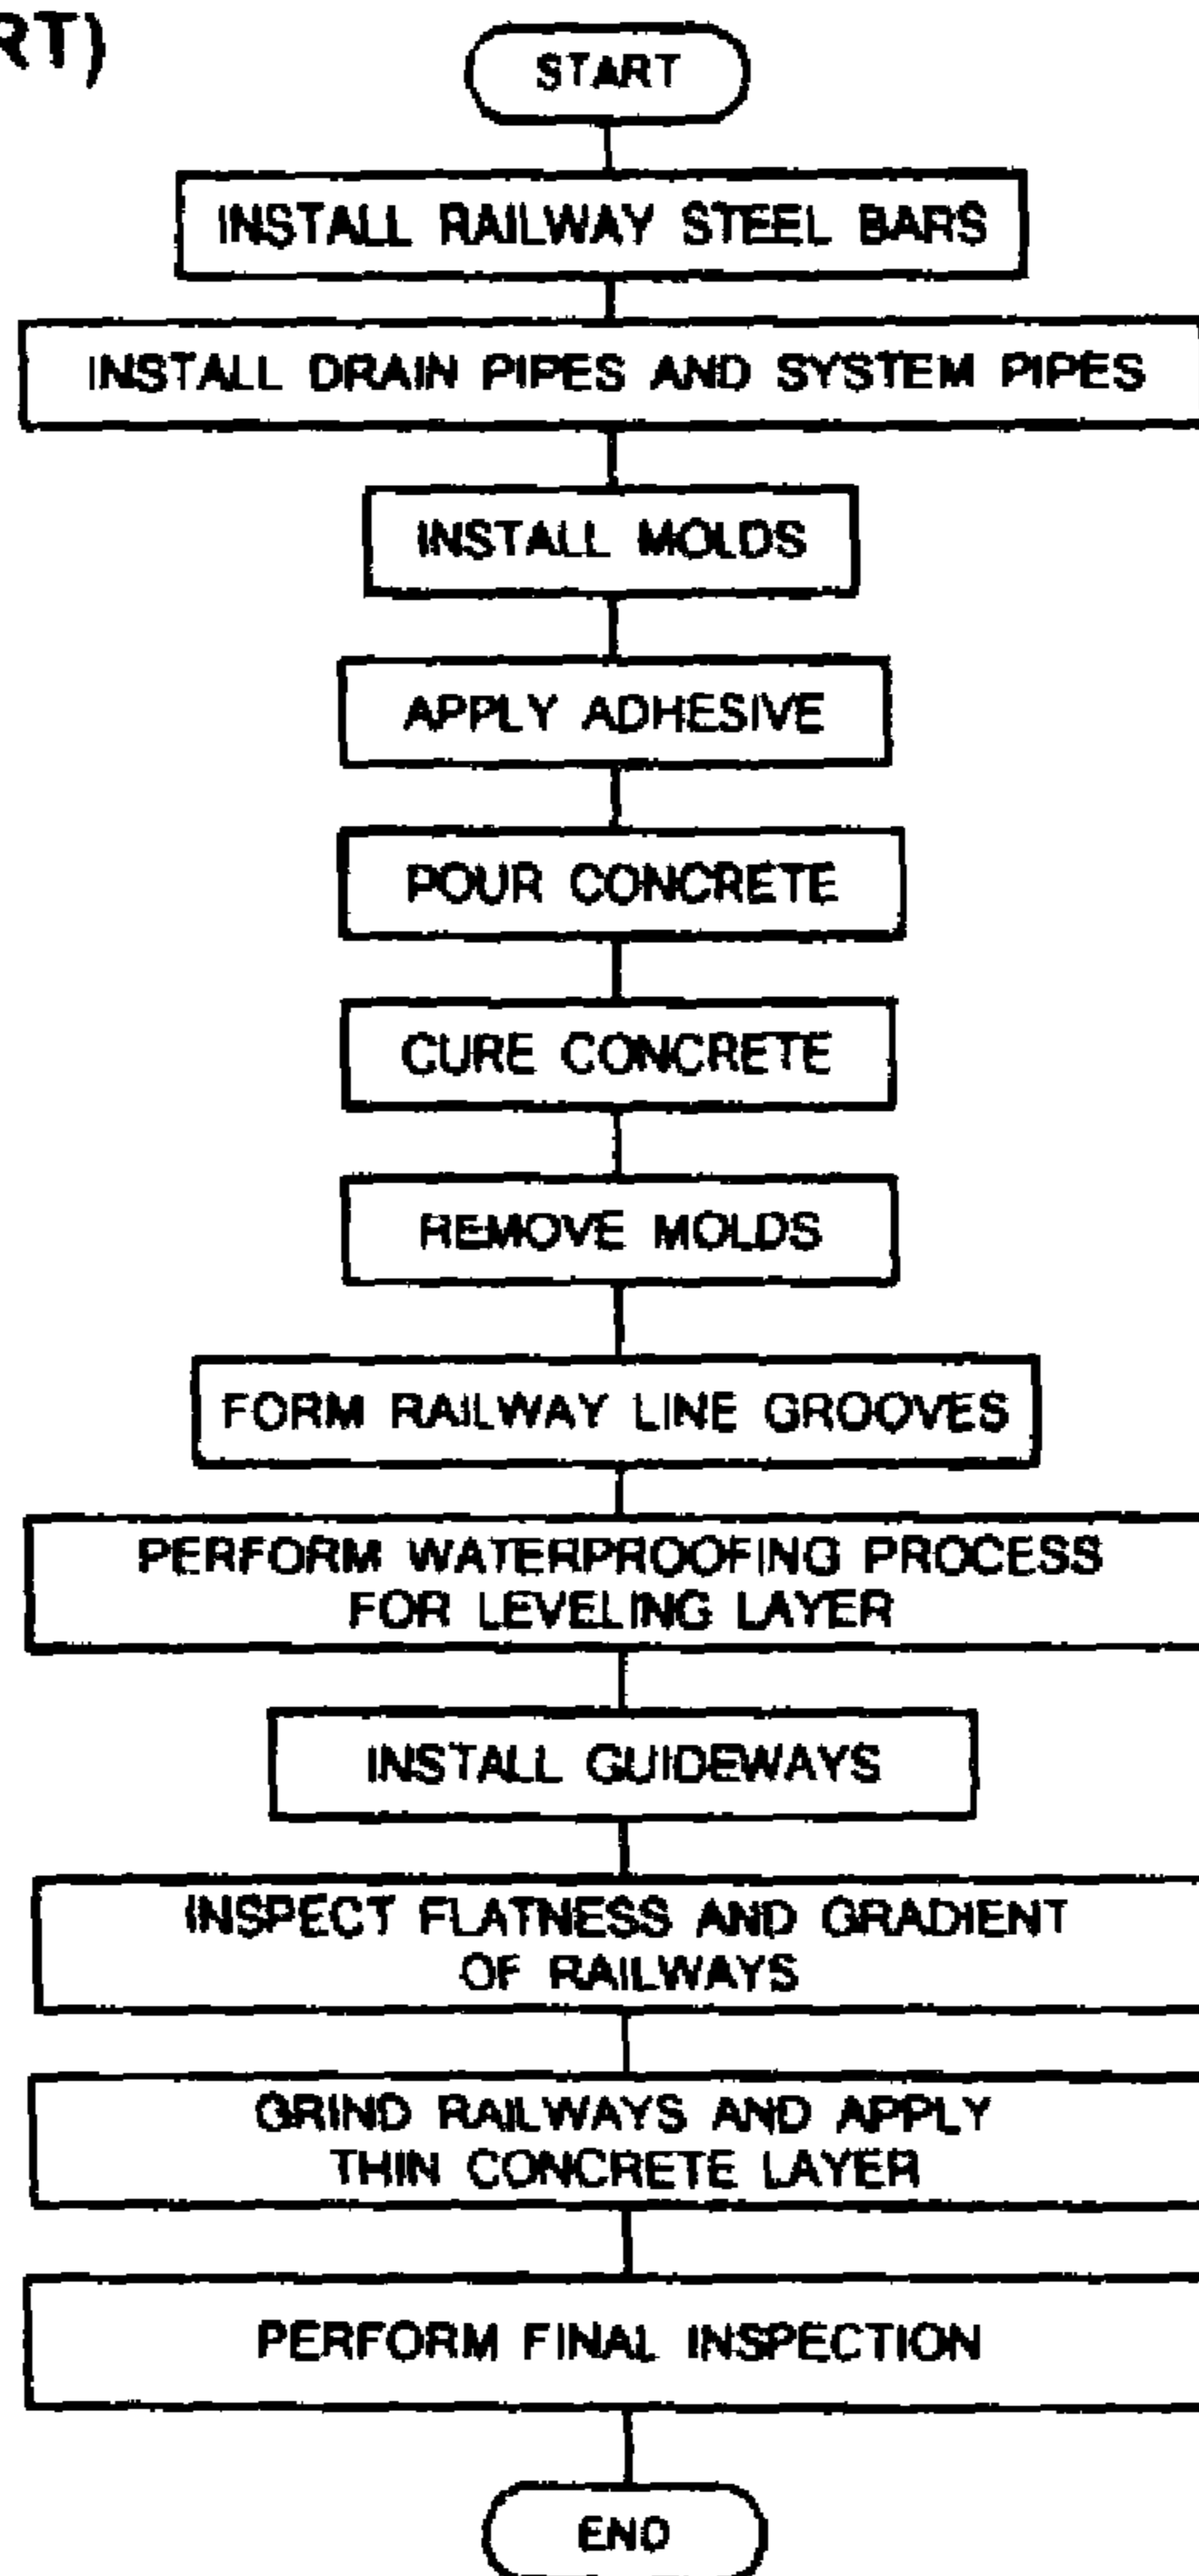 RT)
START
INSTALL RAILWAY STEEL BARS
INSTALL DRAIN PIPES AND SYSTEM PIPES
INSTALL MOLDS
APPLY ADHESIVE
POUR CONCRETE
CURE CONCRETE
REMOVE MOLDS
FORM RAILWAY LINE GROOVES
PERFORM WATERPROOFING PROCESS
FOR LEVELING LAYER
INSTALL GUIDEWAYS
INSPECT FLATNESS AND GRADIENT
OF RAILWAYS
GRIND RAILWAYS AND APPLY
THIN CONCRETE LAYER
PERFORM FINAL INSPECTION
END